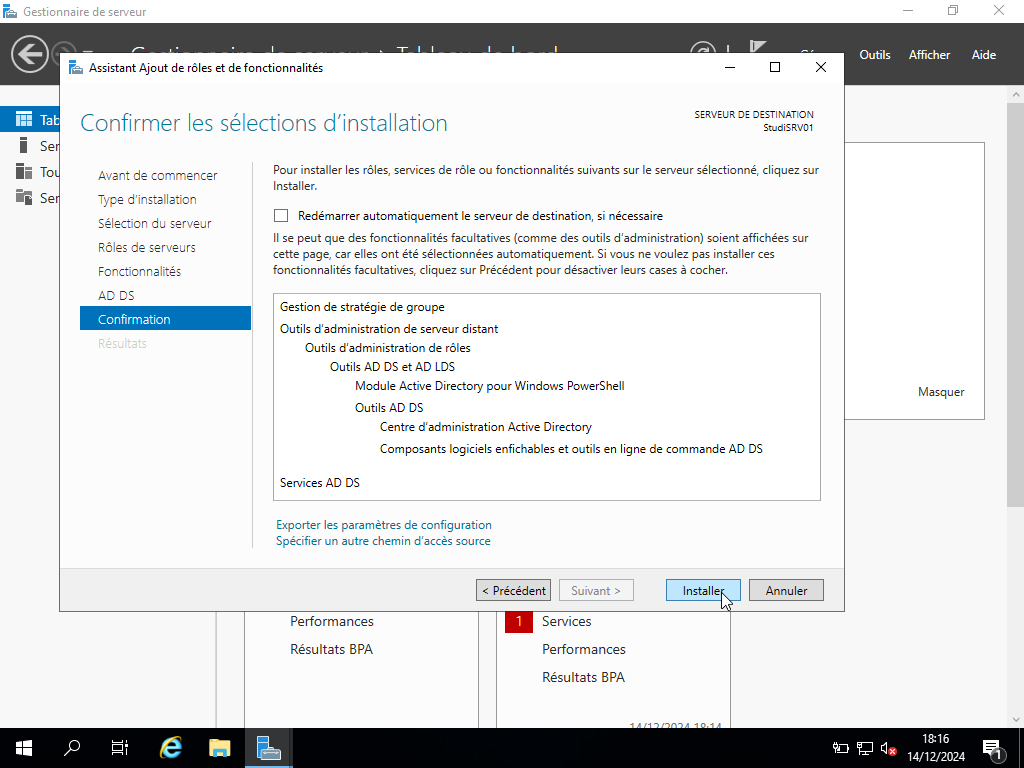 Gestionnaire de serveur
Gestionnaire de serveur › Tableau de bord
Outils Afficher Aide
Assistant Ajout de rôles et de fonctionnalités
Tab
Ser
Tou
Ser
Confirmer les sélections d’installation
SERVEUR DE DESTINATION
StudiSRV01
Avant de commencer
Type d’installation
Sélection du serveur
Rôles de serveurs
Fonctionnalités
AD DS
Confirmation
Résultats
Pour installer les rôles, services de rôle ou fonctionnalités suivants sur le serveur sélectionné, cliquez sur
Installer.
Redémarrer automatiquement le serveur de destination, si nécessaire
Il se peut que des fonctionnalités facultatives (comme des outils d’administration) soient affichées sur
cette page, car elles ont été sélectionnées automatiquement. Si vous ne voulez pas installer ces
fonctionnalités facultatives, cliquez sur Précédent pour désactiver leurs cases à cocher.
Gestion de stratégie de groupe
Outils d’administration de serveur distant
Outils d’administration de rôles
Outils AD DS et AD LDS
Module Active Directory pour Windows PowerShell
Outils AD DS
Centre d’administration Active Directory
Composants logiciels enfichables et outils en ligne de commande AD DS
Services AD DS
Masquer
Exporter les paramètres de configuration
Spécifier un autre chemin d’accès source
< Précédent Suivant > Installer Annuler
Performances
Résultats BPA
1 Services
Performances
Résultats BPA
14/12/2024 18:14
18:16
14/12/2024
1